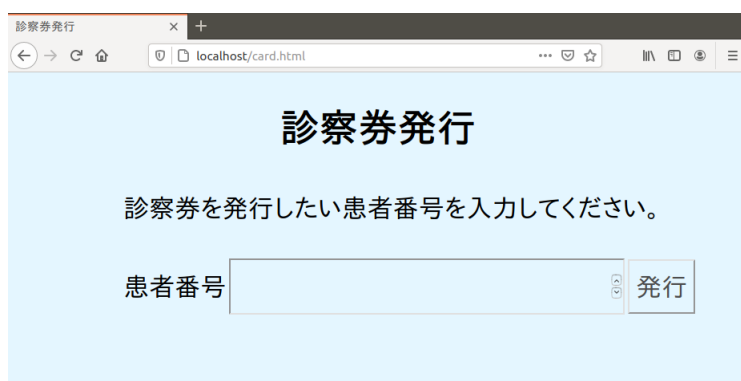 診察券発行
localhost/card.html
診察券発行
診察券を発行したい患者番号を入力してください。
患者番号 発行